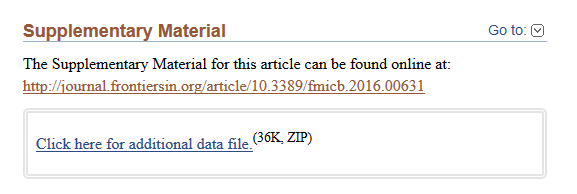 Supplementary Material Go to:
The Supplementary Material for this article can be found online at:
http://journal.frontiersin.org/article/10.3389/fmicb.2016.00631
Click here for additional data file.(36K, ZIP)